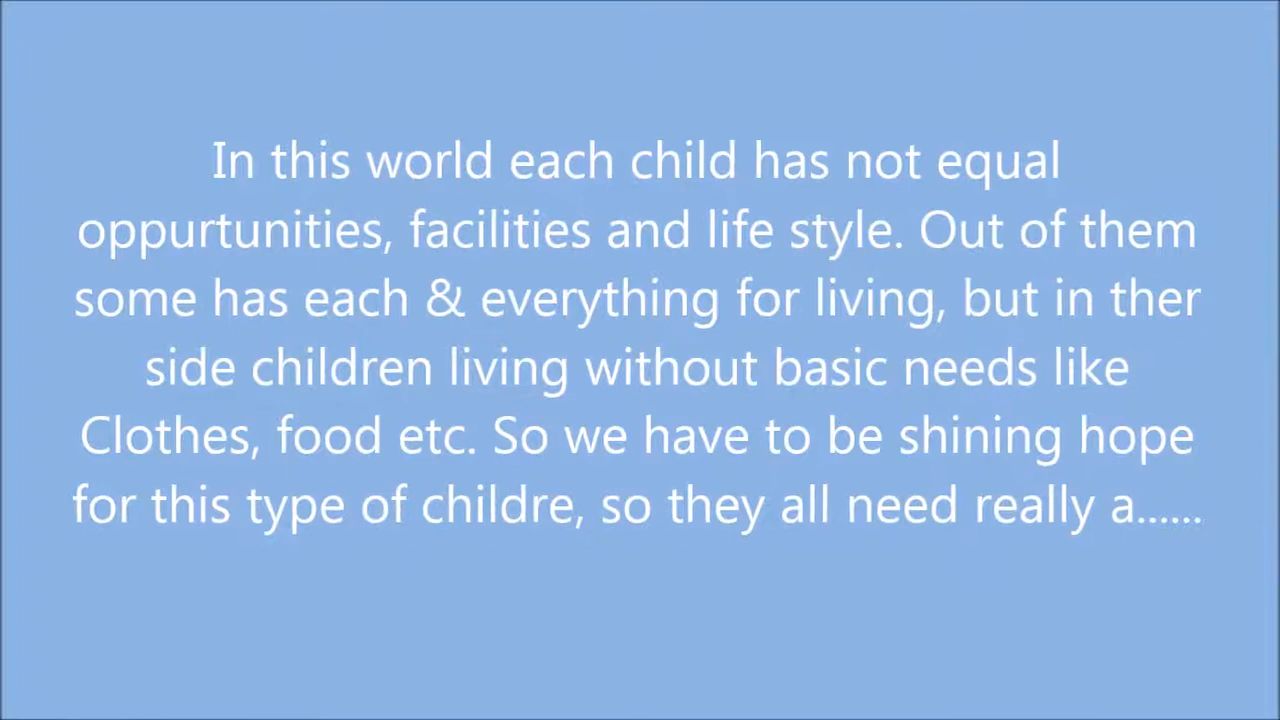 In this world each child has not equal
oppurtunities, facilities and life style. Out of them
some has each & everything for living, but in ther
side children living without basic needs like
Clothes, food etc. So we have to be shining hope
for this type of childre, so they all need really a......